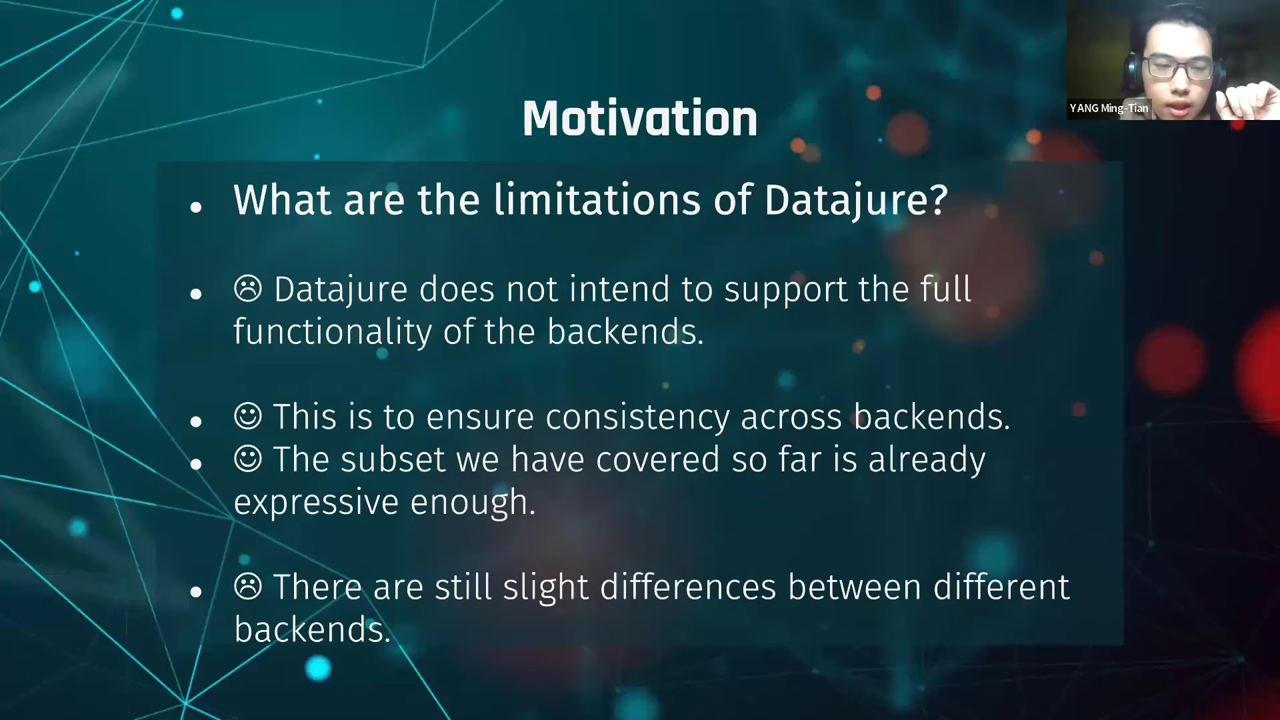 Motivation
YANG Ming-Tian
• What are the limitations of Datajure?
• ☹ Datajure does not intend to support the full
functionality of the backends.
• ☺ This is to ensure consistency across backends.
• ☺ The subset we have covered so far is already
expressive enough.
• ☹ There are still slight differences between different
backends.